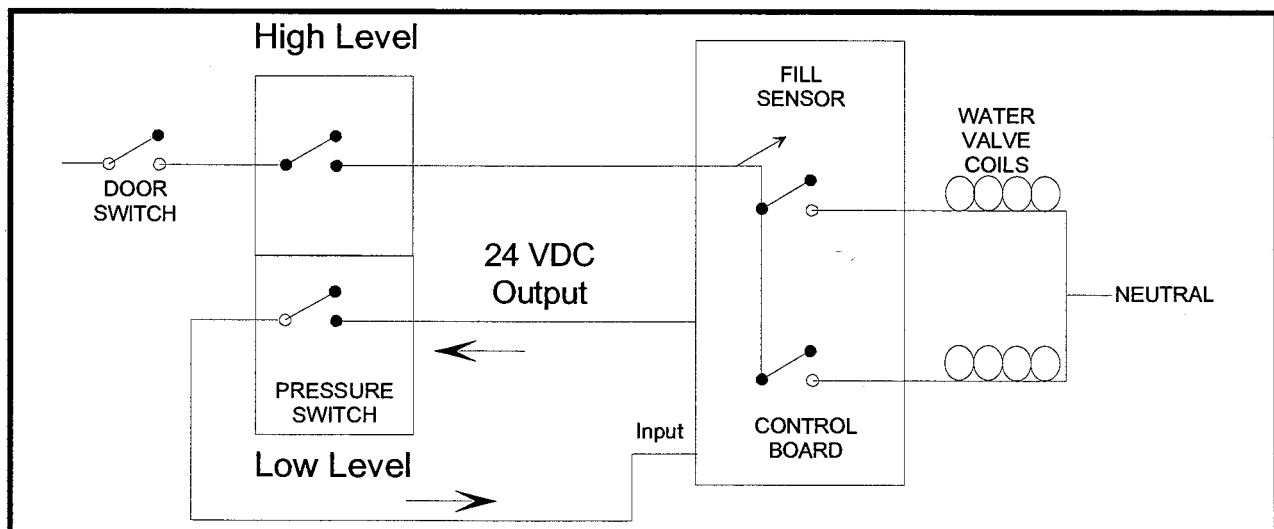 High Level
DOOR
SWITCH
24 VDC
Output
PRESSURE
SWITCH
Low Level
Input
FILL
SENSOR
CONTROL
BOARD
WATER
VALVE
COILS
NEUTRAL